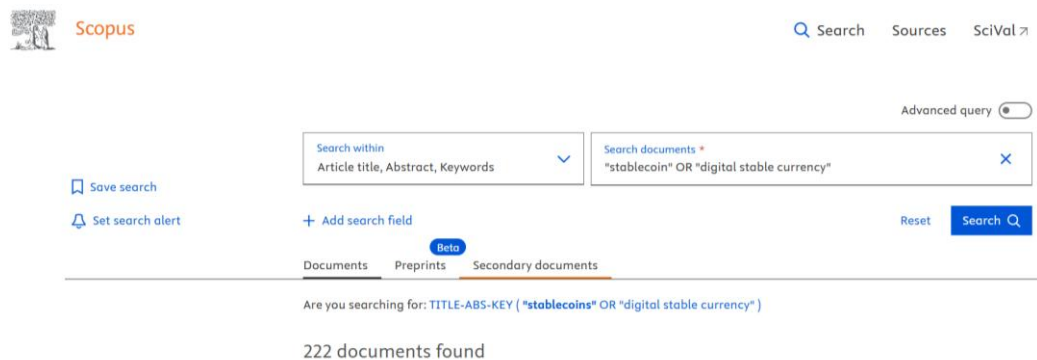 Scopus
Search Sources SciVal ↗
Advanced query
Search within
Article title, Abstract, Keywords
Search documents *
"stablecoin" OR "digital stable currency"
Save search
Set search alert
+ Add search field
Reset
Search
Beta
Documents Preprints Secondary documents
Are you searching for: TITLE-ABS-KEY ( "stablecoins" OR "digital stable currency" )
222 documents found